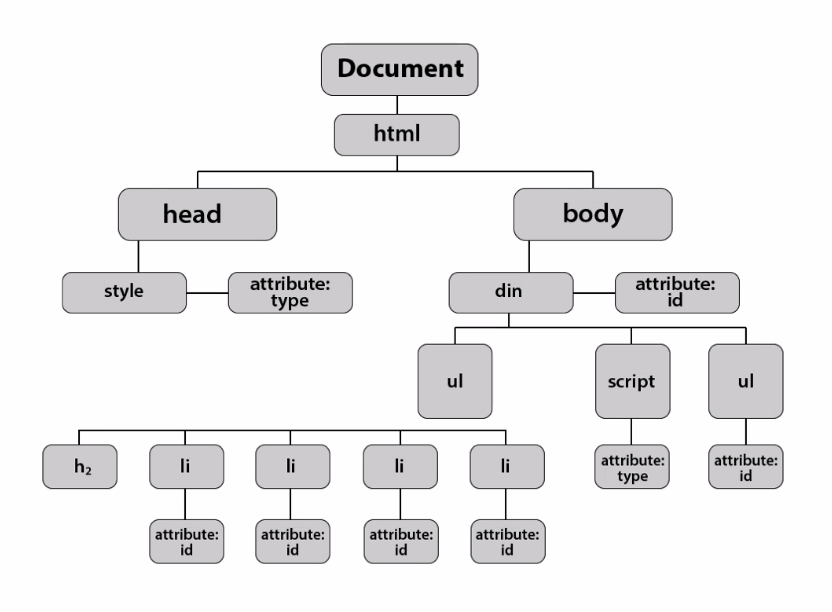 Document
html
head
body
style
attribute:
type
din
attribute:
id
ul
script
ul
attribute:
type
attribute:
id
h₂
li
li
li
li
attribute:
id
attribute:
id
attribute:
id
attribute:
id